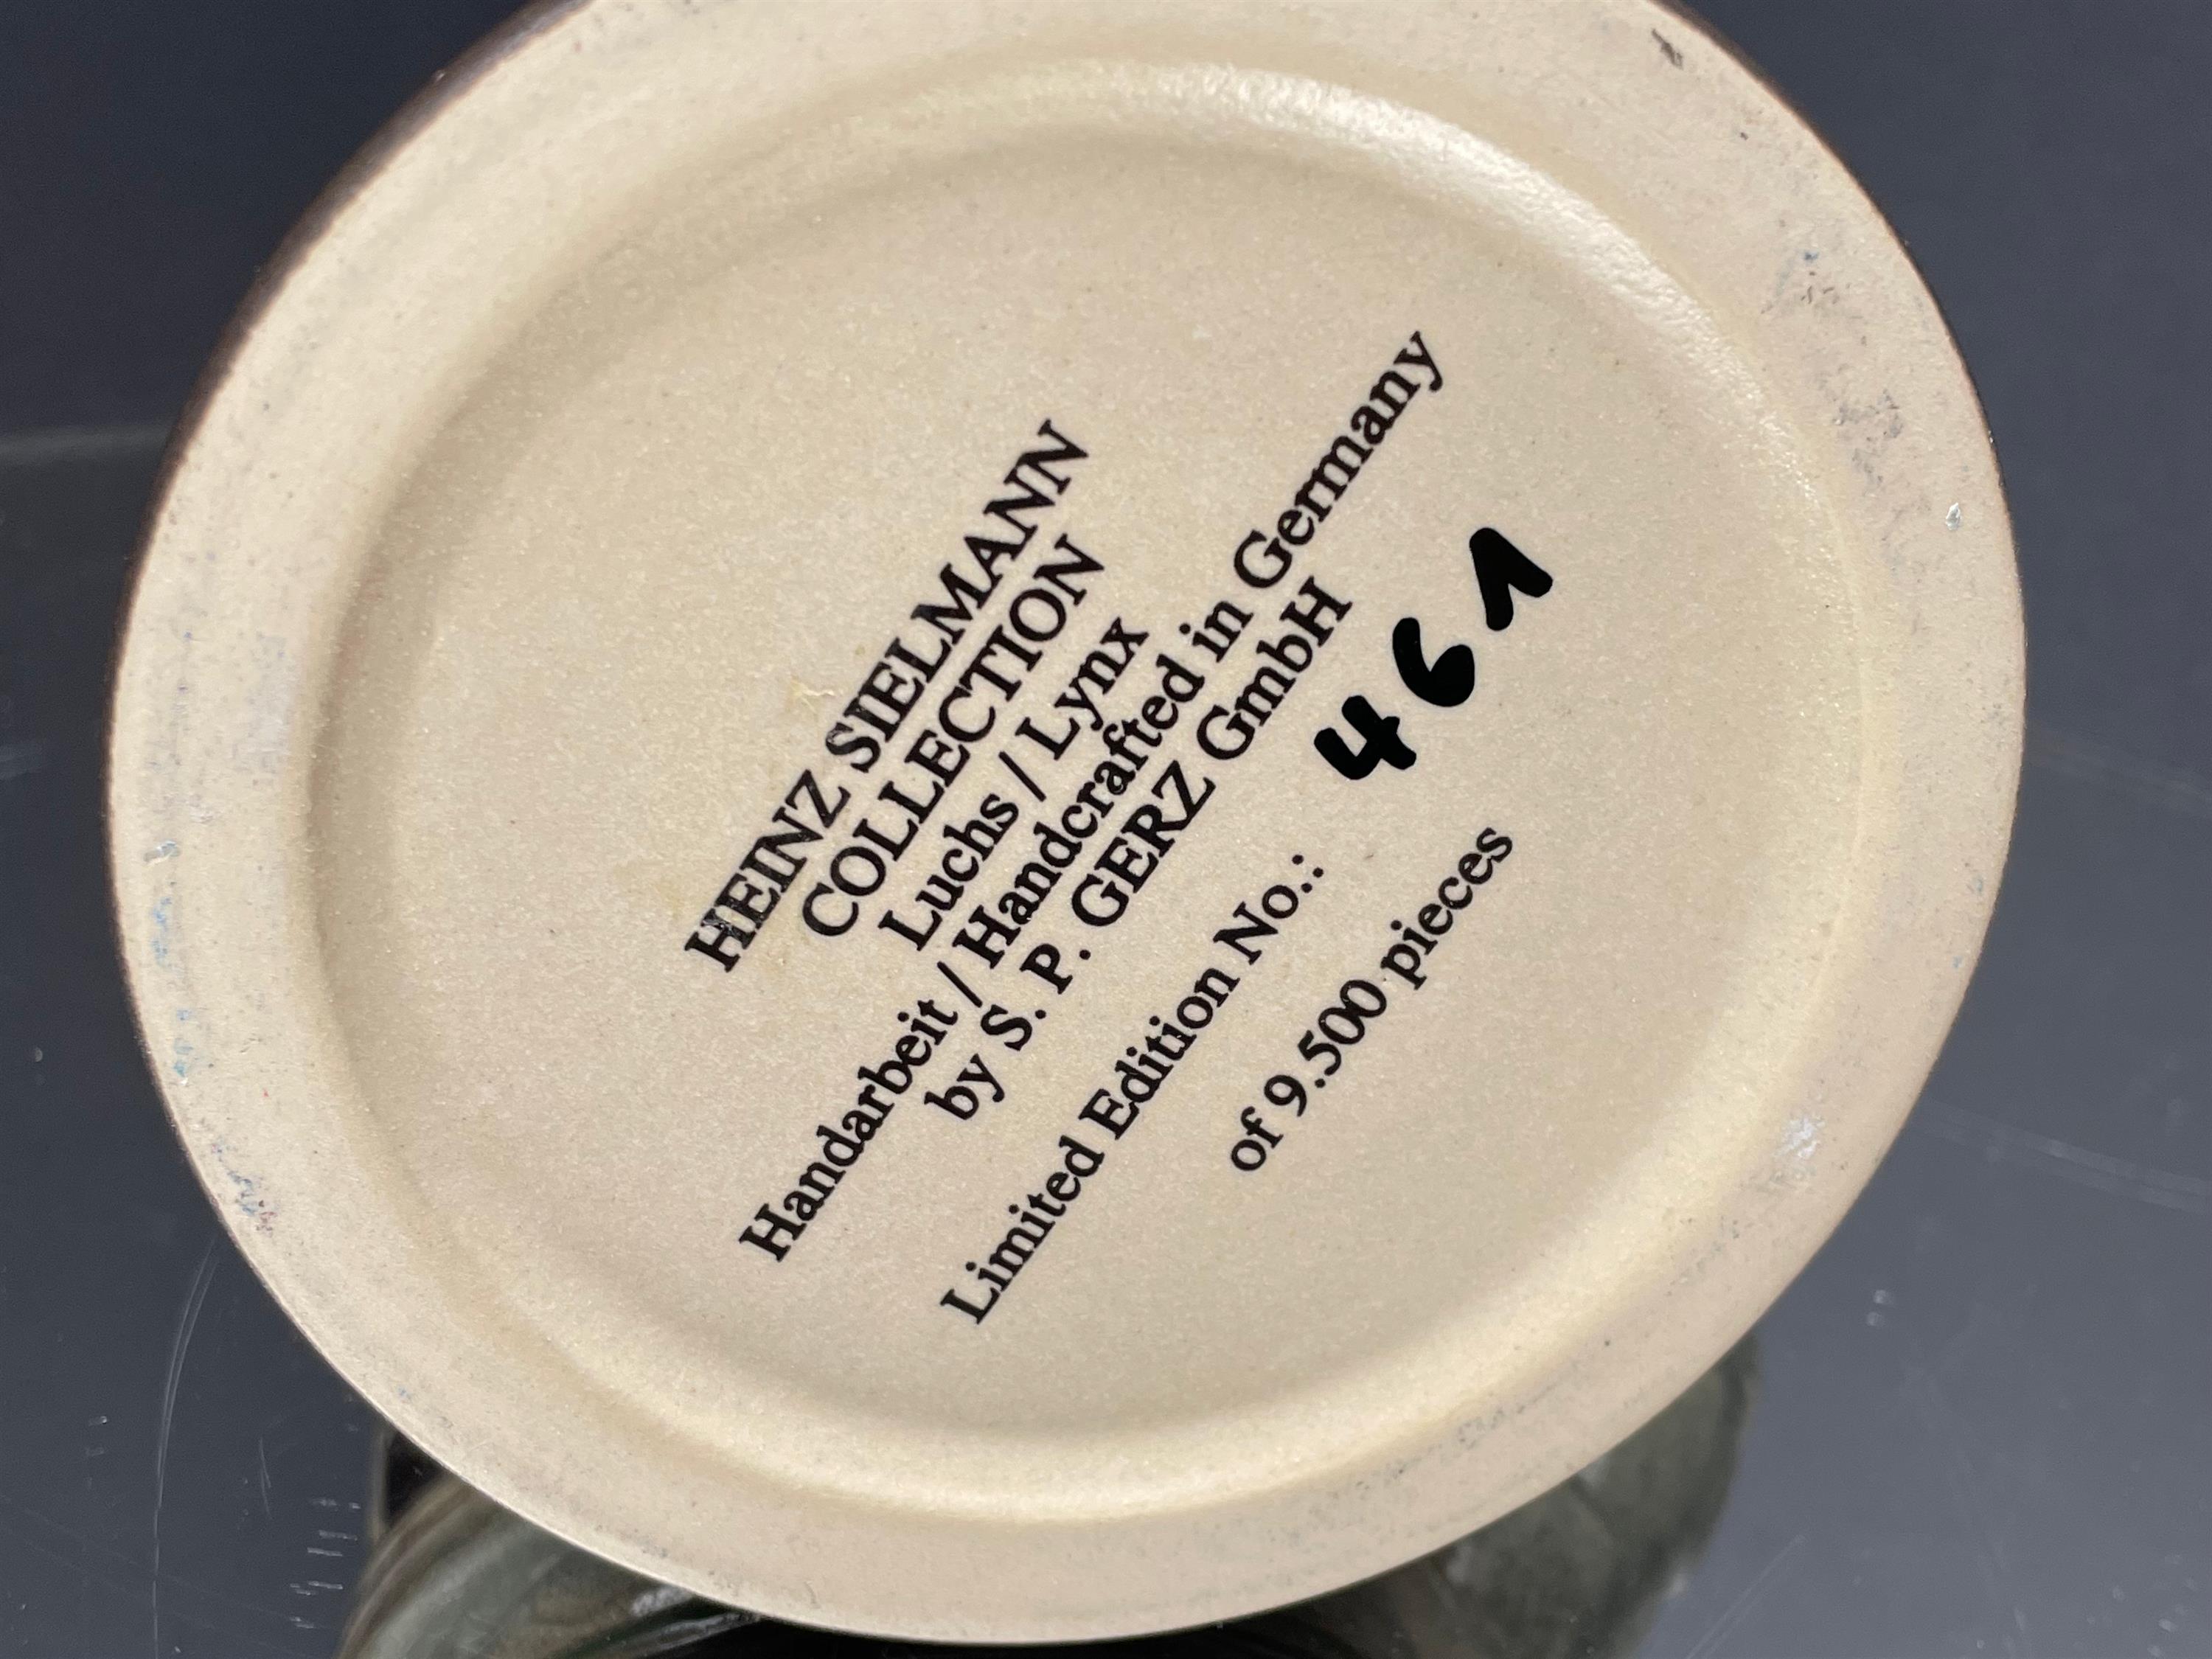 HEINZ SIELMANN
COLLECTION
Luchs / Lynx
Handarbeit / Handcrafted in Germany
by S. P. GERZ GmbH
Limited Edition No.: 461
of 9.500 pieces